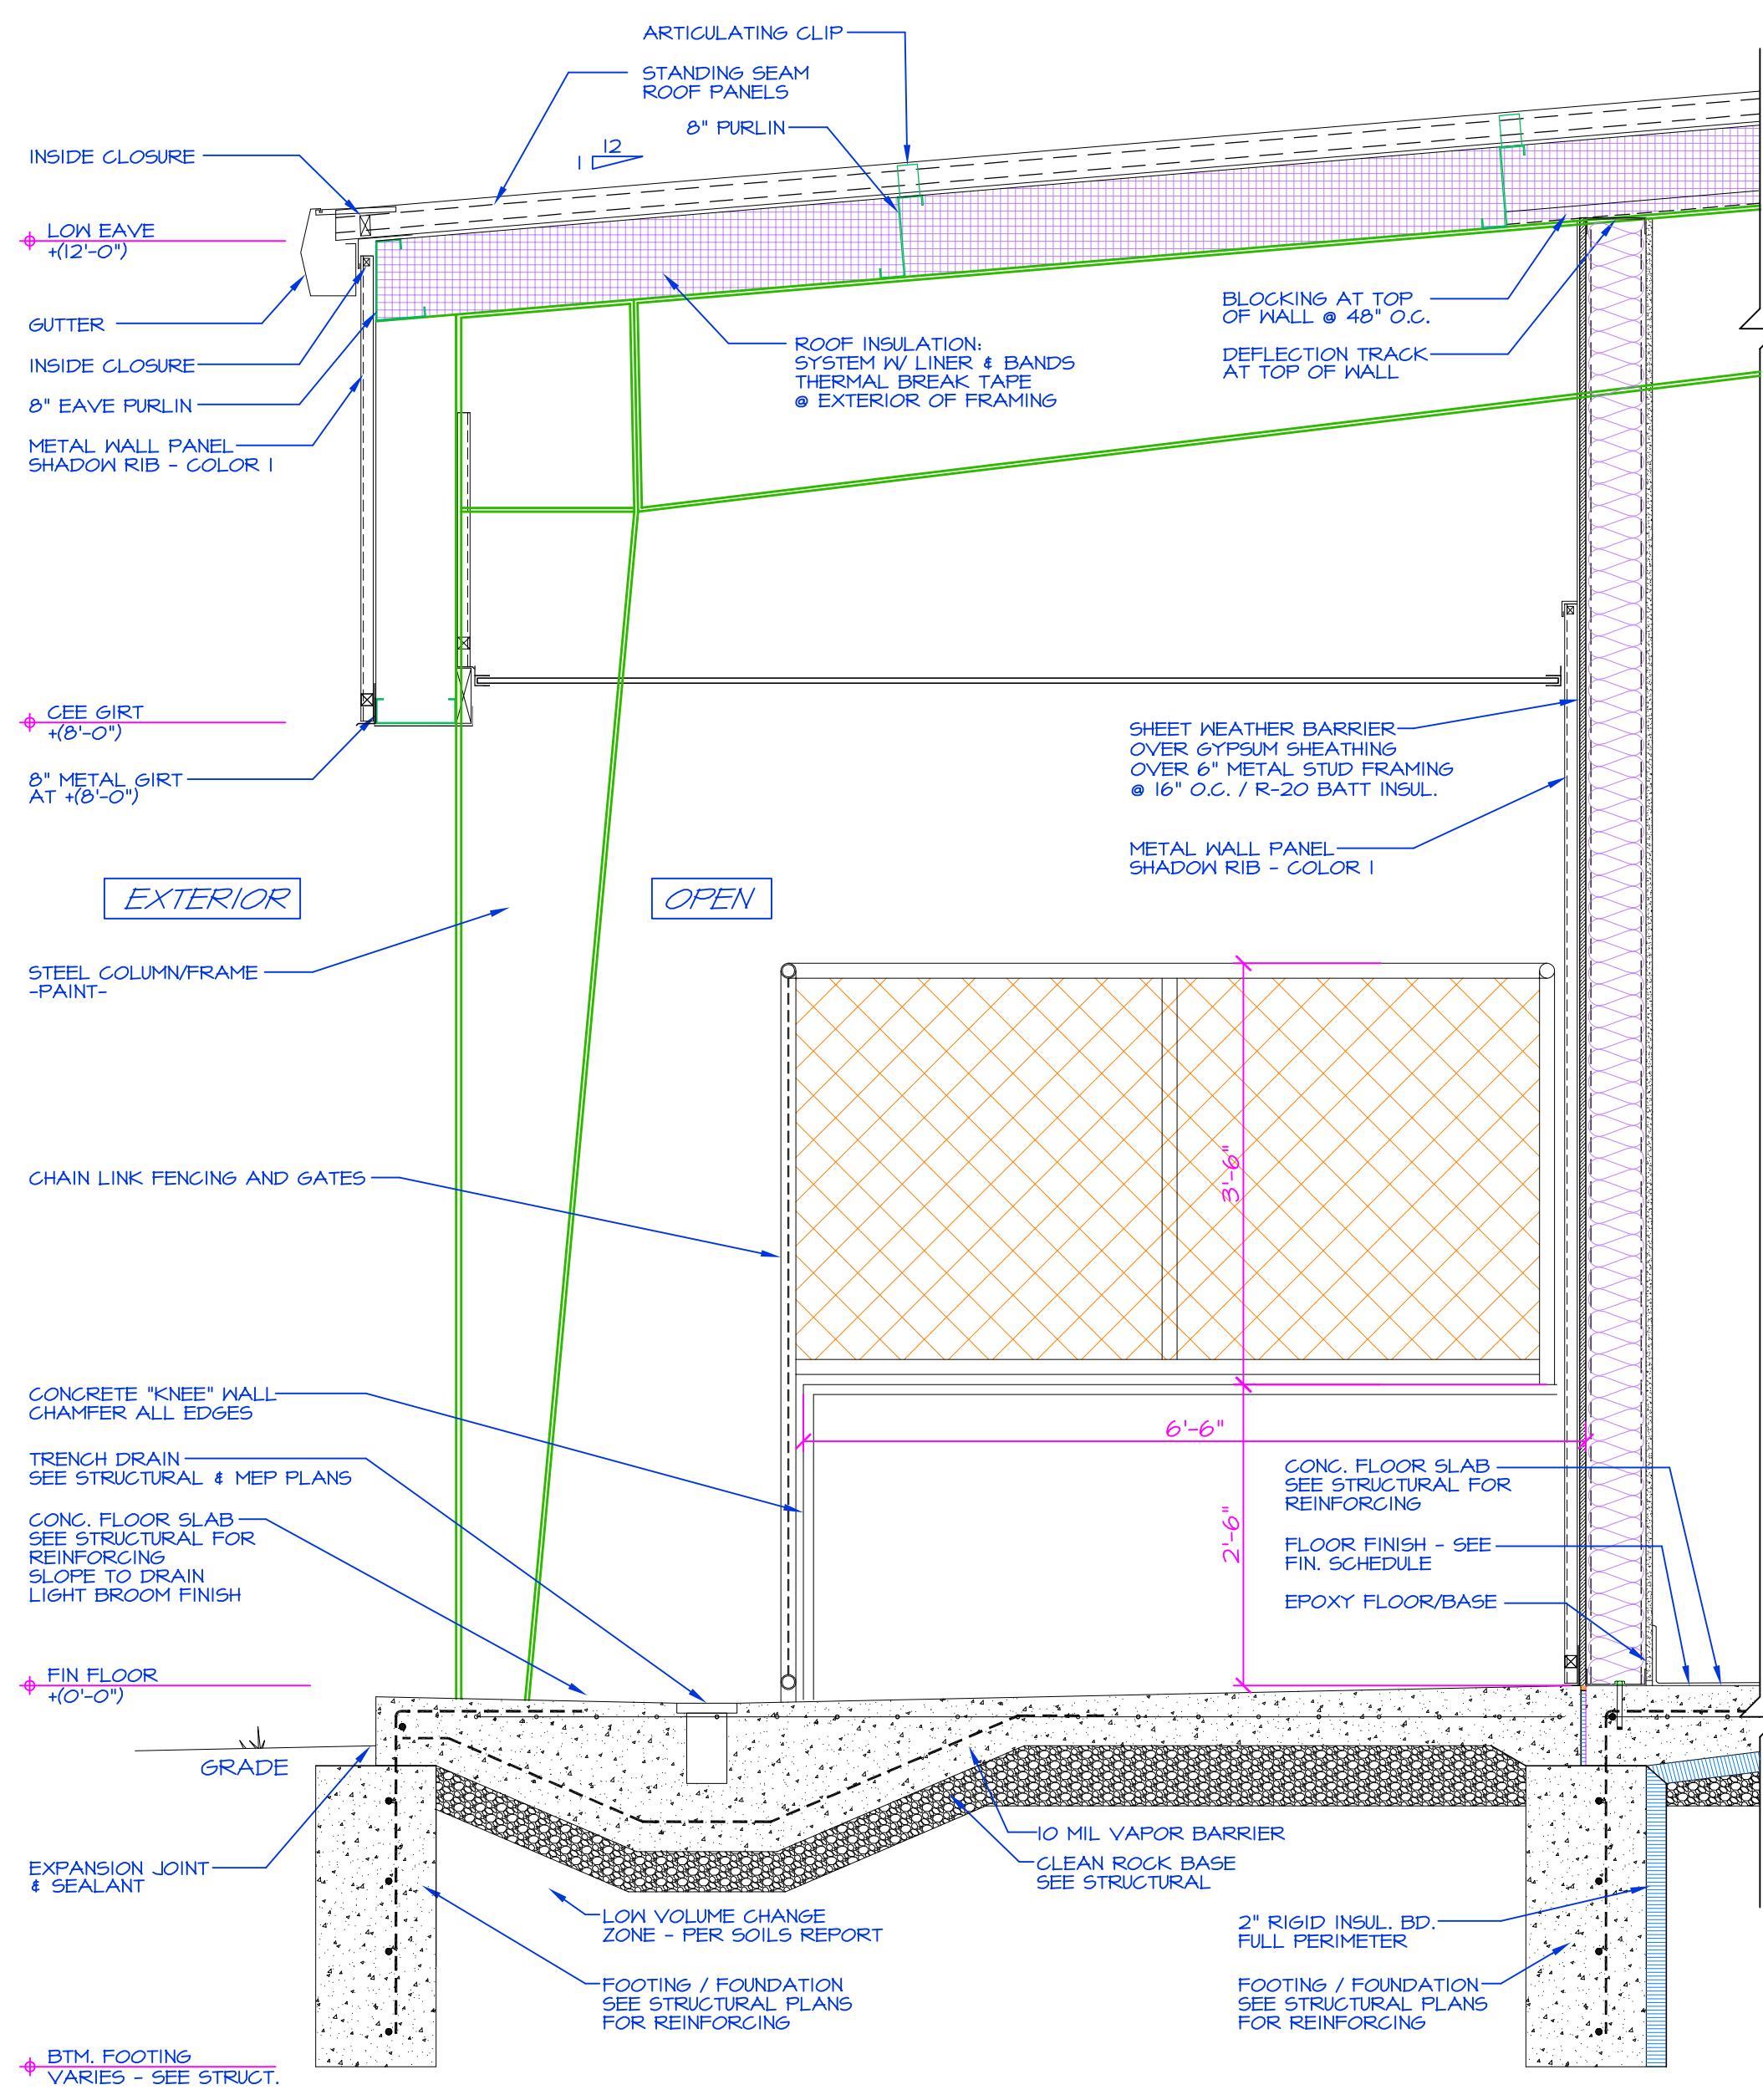 ARTICULATING CLIP
STANDING SEAM
ROOF PANELS
8" PURLIN
12
1
INSIDE CLOSURE
LOW EAVE
+(12'-0")
GUTTER
INSIDE CLOSURE
8" EAVE PURLIN
METAL WALL PANEL
SHADOW RIB - COLOR 1
ROOF INSULATION:
SYSTEM W/ LINER & BANDS
THERMAL BREAK TAPE
@ EXTERIOR OF FRAMING
BLOCKING AT TOP
OF WALL @ 48" O.C.
DEFLECTION TRACK
AT TOP OF WALL
CEE GIRT
+(8'-0")
8" METAL GIRT
AT +(8'-0")
SHEET WEATHER BARRIER
OVER GYPSUM SHEATHING
OVER 6" METAL STUD FRAMING
@ 16" O.C. / R-20 BATT INSUL.
METAL WALL PANEL
SHADOW RIB - COLOR 1
EXTERIOR
OPEN
STEEL COLUMN/FRAME
-PAINT-
CHAIN LINK FENCING AND GATES
3'-6"
CONCRETE "KNEE" WALL
CHAMFER ALL EDGES
6'-6"
TRENCH DRAIN
SEE STRUCTURAL & MEP PLANS
CONC. FLOOR SLAB
SEE STRUCTURAL FOR
REINFORCING
SLOPE TO DRAIN
LIGHT BROOM FINISH
2'-6"
CONC. FLOOR SLAB
SEE STRUCTURAL FOR
REINFORCING
FLOOR FINISH - SEE
FIN. SCHEDULE
EPOXY FLOOR/BASE
FIN FLOOR
+(0'-0")
GRADE
EXPANSION JOINT
& SEALANT
10 MIL VAPOR BARRIER
CLEAN ROCK BASE
SEE STRUCTURAL
LOW VOLUME CHANGE
ZONE - PER SOILS REPORT
2" RIGID INSUL. BD.
FULL PERIMETER
FOOTING / FOUNDATION
SEE STRUCTURAL PLANS
FOR REINFORCING
FOOTING / FOUNDATION
SEE STRUCTURAL PLANS
FOR REINFORCING
BTM. FOOTING
VARIES - SEE STRUCT.